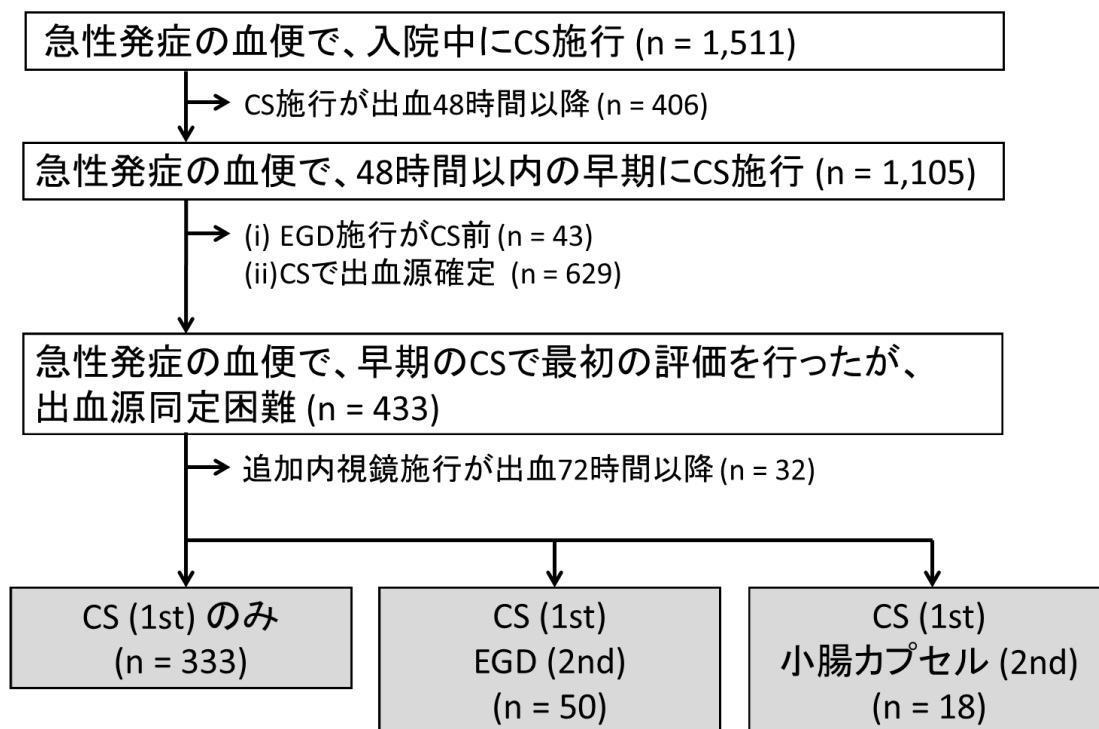 急性発症の血便で、入院中にCS施行 (n = 1,511)
CS施行が出血48時間以降 (n = 406)
急性発症の血便で、48時間以内の早期にCS施行 (n = 1,105)
(i) EGD施行がCS前 (n = 43)
(ii)CSで出血源確定 (n = 629)
急性発症の血便で、早期のCSで最初の評価を行ったが、
出血源同定困難 (n = 433)
追加内視鏡施行が出血72時間以降 (n = 32)
CS (1st) のみ
(n = 333)
CS (1st)
EGD (2nd)
(n = 50)
CS (1st)
小腸カプセル (2nd)
(n = 18)